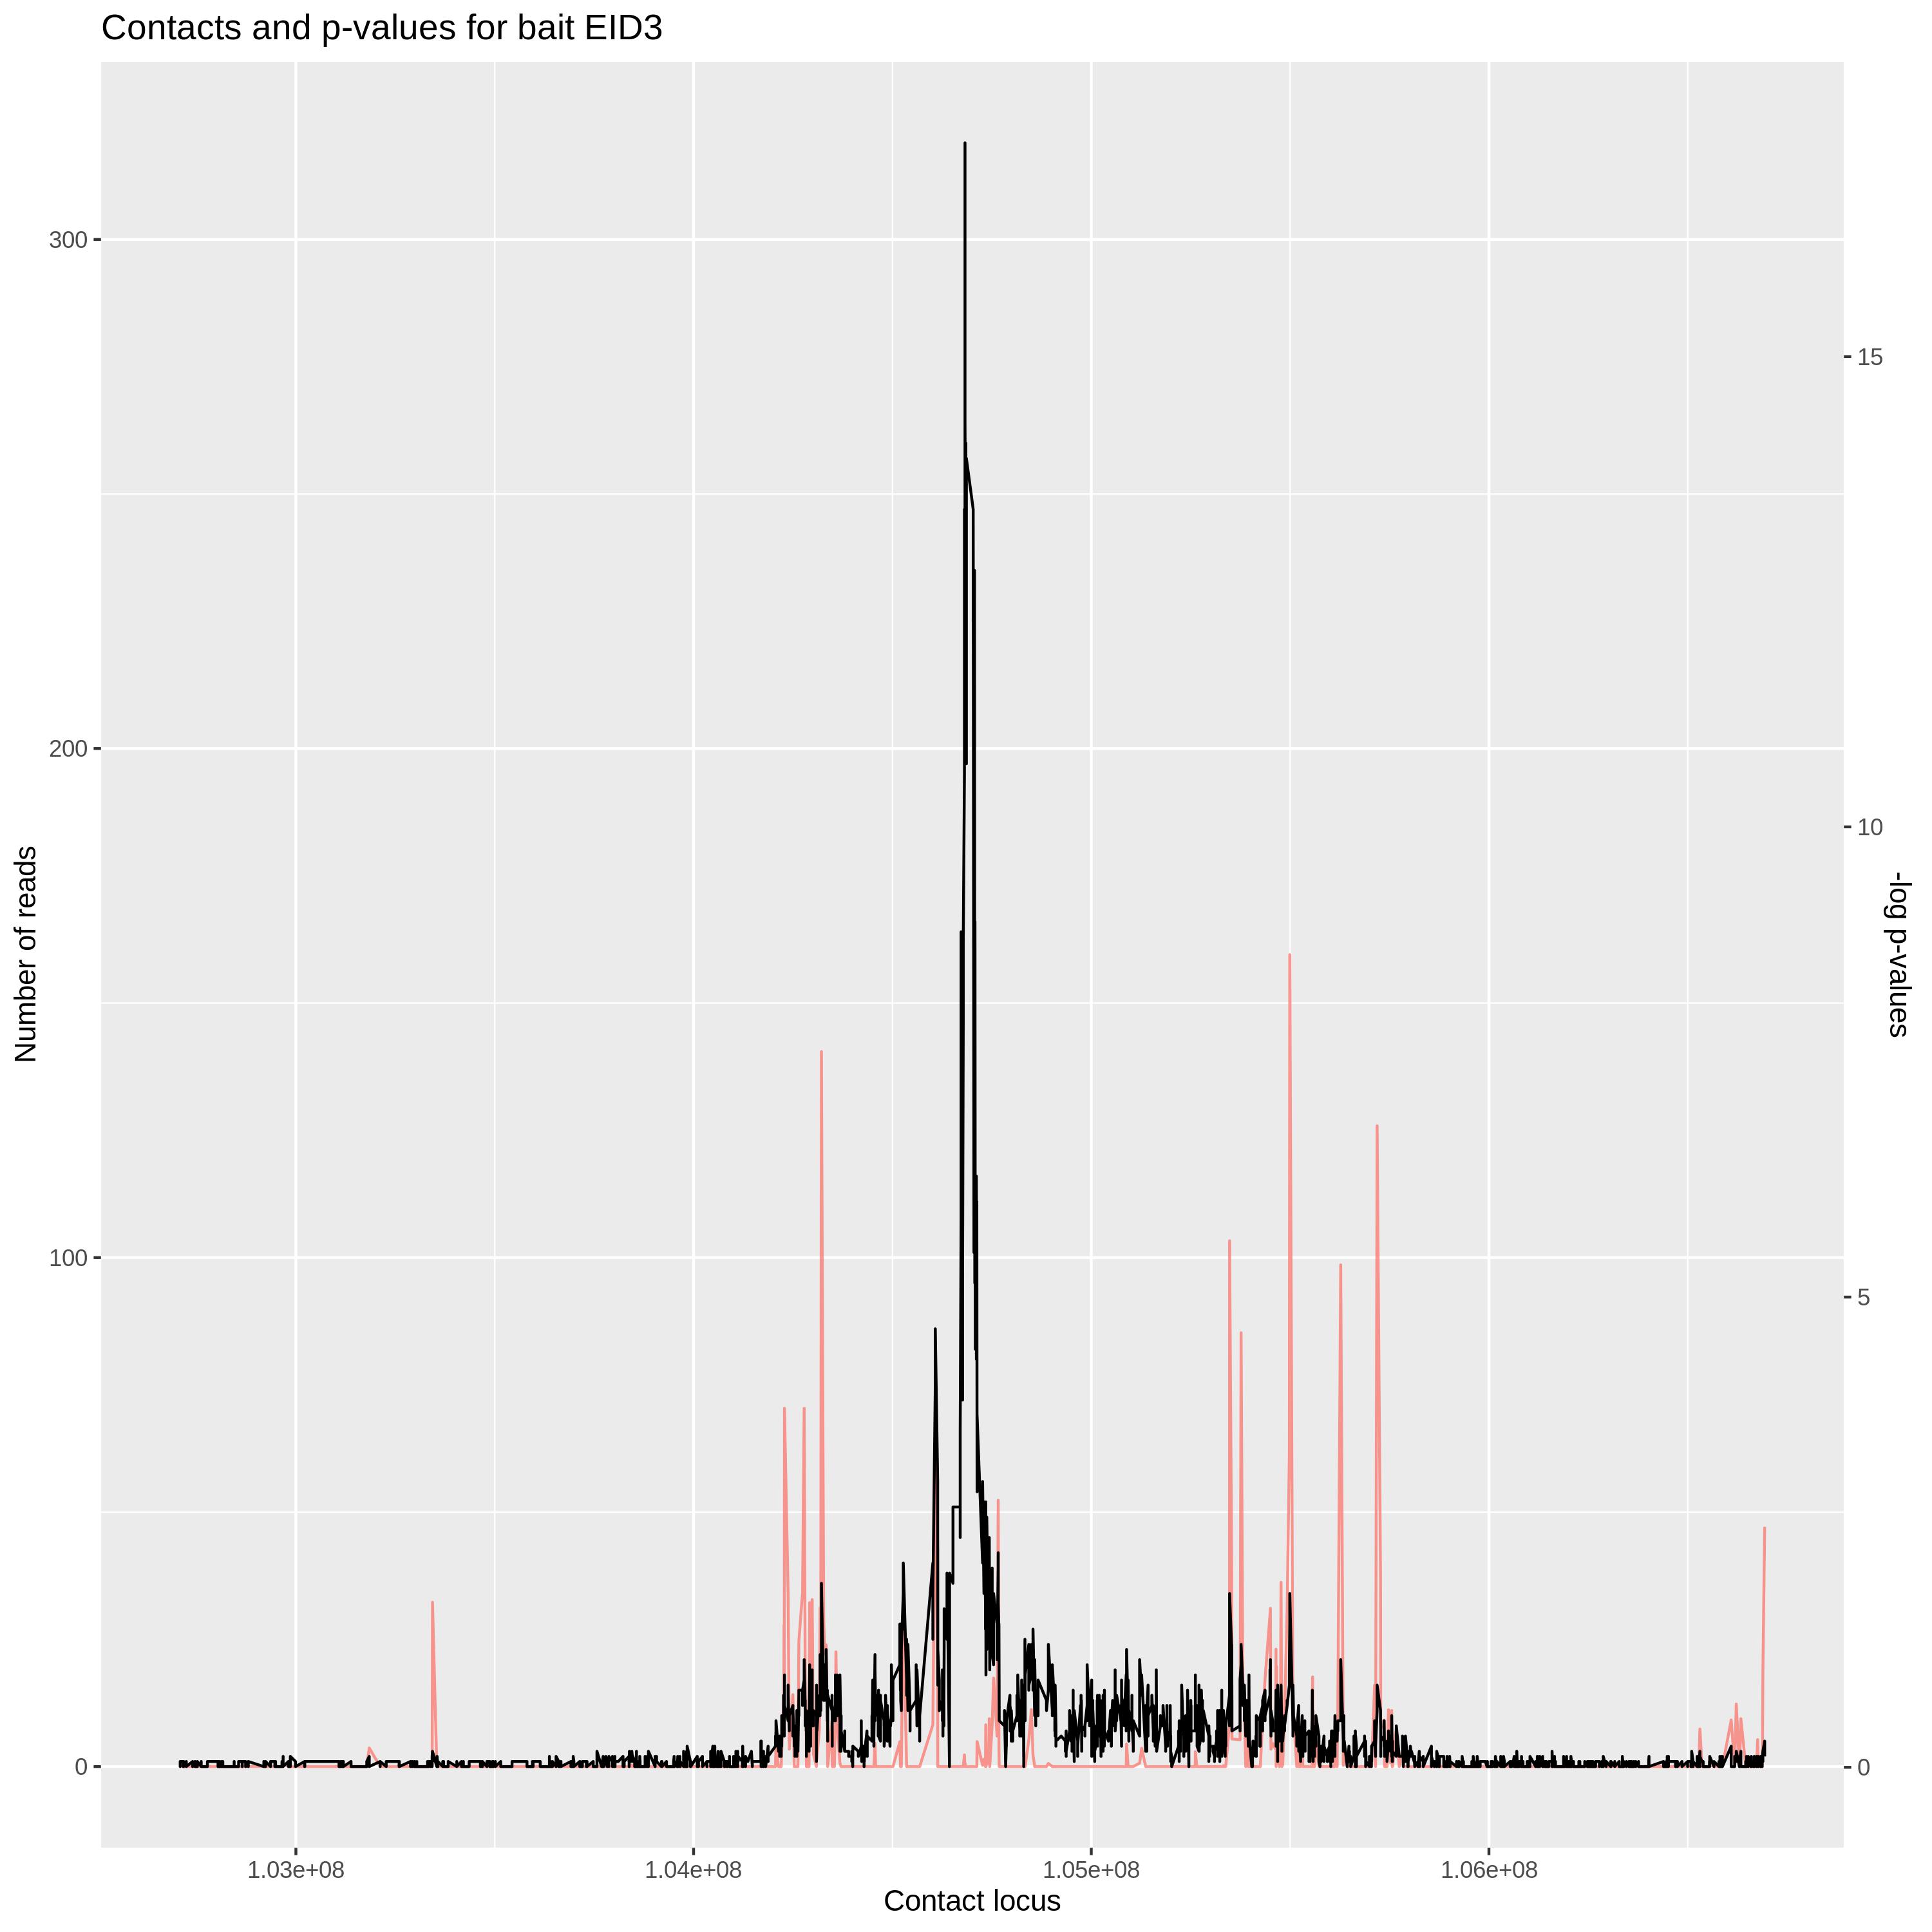 Contacts and p-values for bait EID3
300
200
100
0
Number of reads
15
10
5
0
-log p-values
1.03e+08
1.04e+08
1.05e+08
1.06e+08
Contact locus